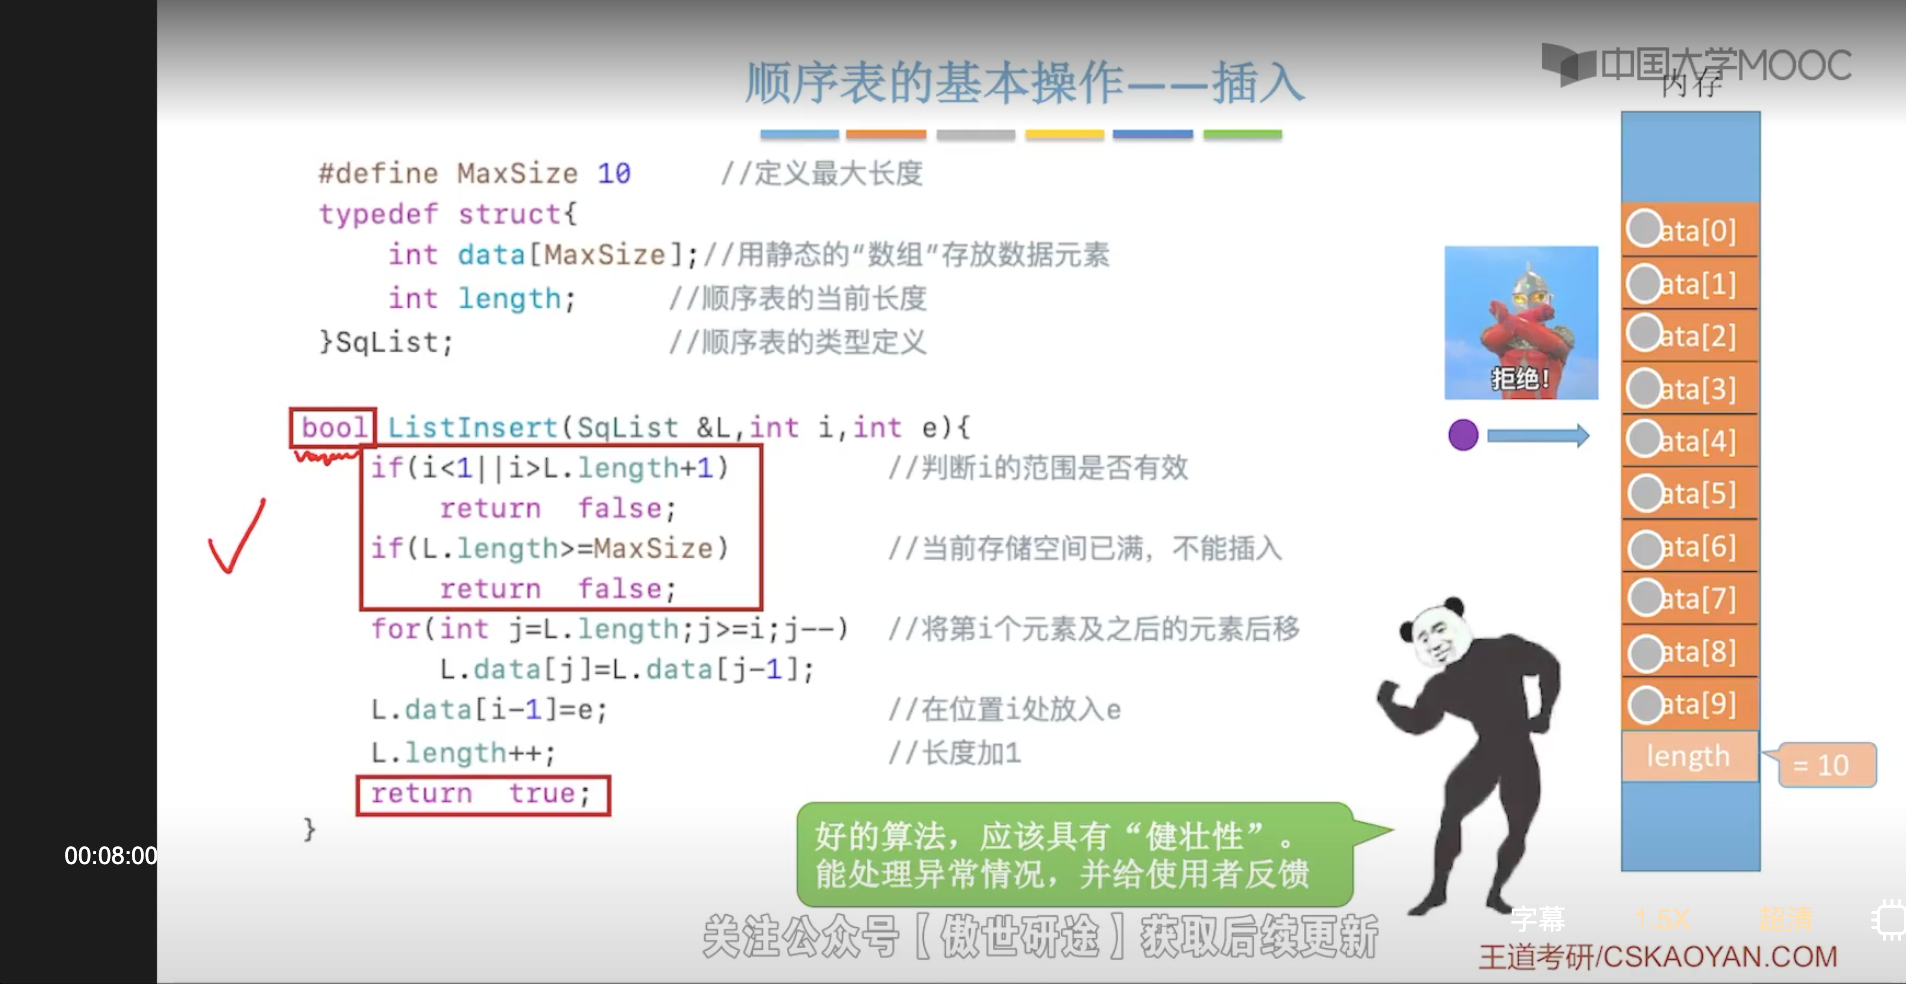 中国大学MOOC
顺序表的基本操作——插入
内存
#define MaxSize 10 //定义最大长度
typedef struct{
int data[MaxSize];//用静态的“数组”存放数据元素
int length; //顺序表的当前长度
}SqList; //顺序表的类型定义
bool ListInsert(SqList &L,int i,int e){
if(i<1||i>L.length+1) //判断i的范围是否有效
return false;
if(L.length>=MaxSize) //当前存储空间已满，不能插入
return false;
for(int j=L.length;j>=i;j--) //将第i个元素及之后的元素后移
L.data[j]=L.data[j-1];
L.data[i-1]=e; //在位置i处放入e
L.length++; //长度加1
return true;
}
拒绝！
ata[0]
ata[1]
ata[2]
ata[3]
ata[4]
ata[5]
ata[6]
ata[7]
ata[8]
ata[9]
length
= 10
好的算法，应该具有“健壮性”。
能处理异常情况，并给使用者反馈
00:08:00
关注公众号【傲世研途】获取后续更新
字幕 1.5X 超清
王道考研/CSKAOYAN.COM